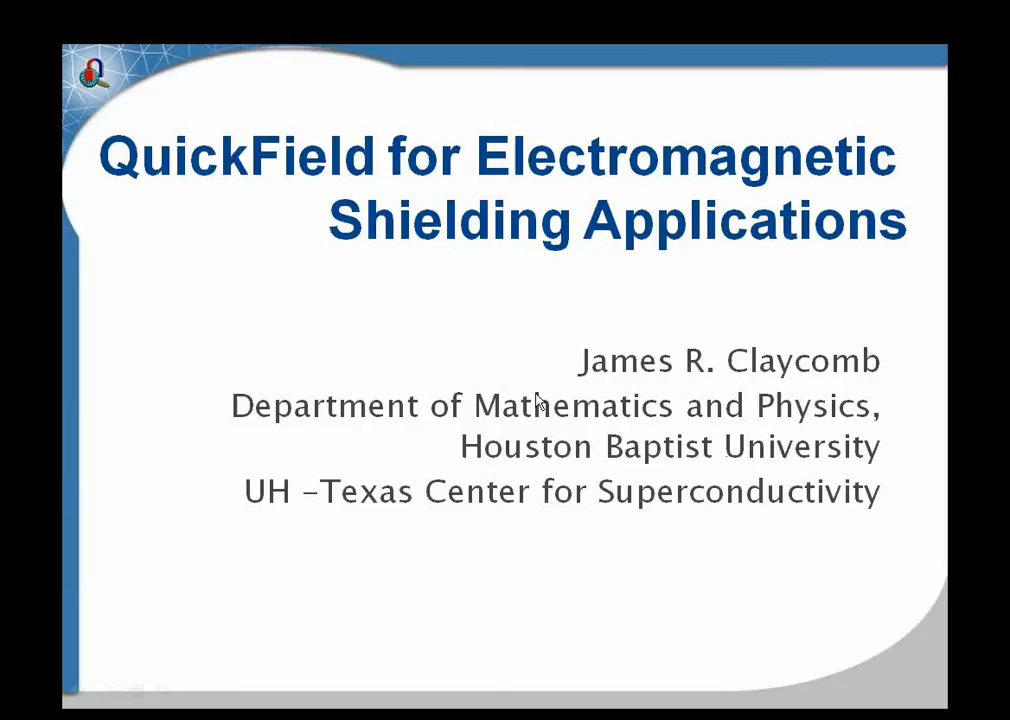 QuickField for Electromagnetic
Shielding Applications
James R. Claycomb
Department of Mathematics and Physics,
Houston Baptist University
UH –Texas Center for Superconductivity